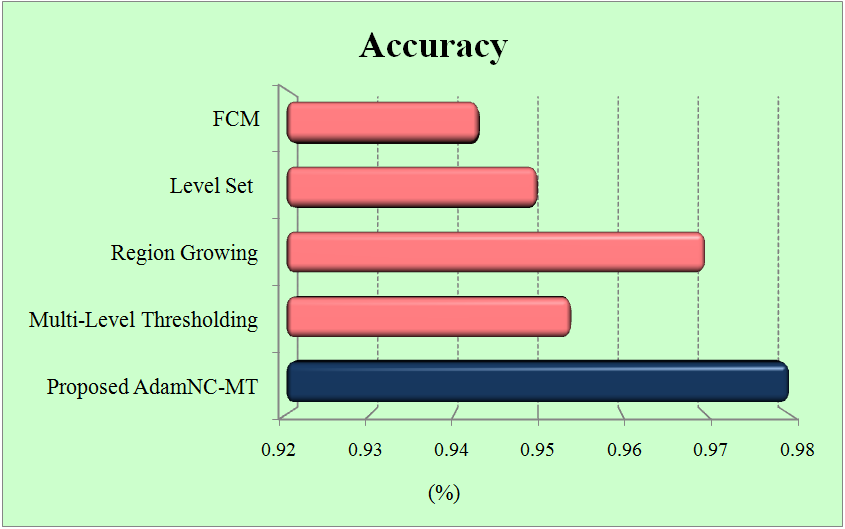 Accuracy
FCM
Level Set
Region Growing
Multi-Level Thresholding
Proposed AdamNC-MT
0.92 0.93 0.94 0.95 0.96 0.97 0.98
(%)